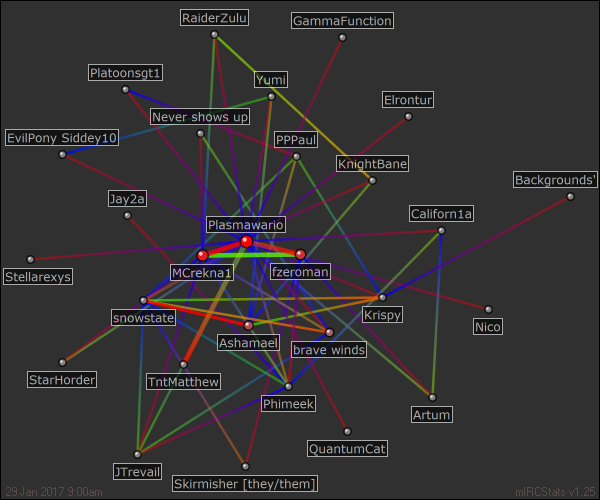 RaiderZulu
GammaFunction
Platoonsgt1
Yumi
Elrontur
Never shows up
EvilPony Siddey10
PPPaul
KnightBane
Backgrounds'
Jay2a
Californ1a
Plasmawario
MCrekna1
fzeroman
Stellarexys
snowstate
Krispy
Nico
Ashamael
brave winds
StarHorder
TntMatthew
Phimeek
Artum
QuantumCat
JTrevail
Skirmisher [they/them]
29 Jan 2017 9:00am
mIRCStats v1.25